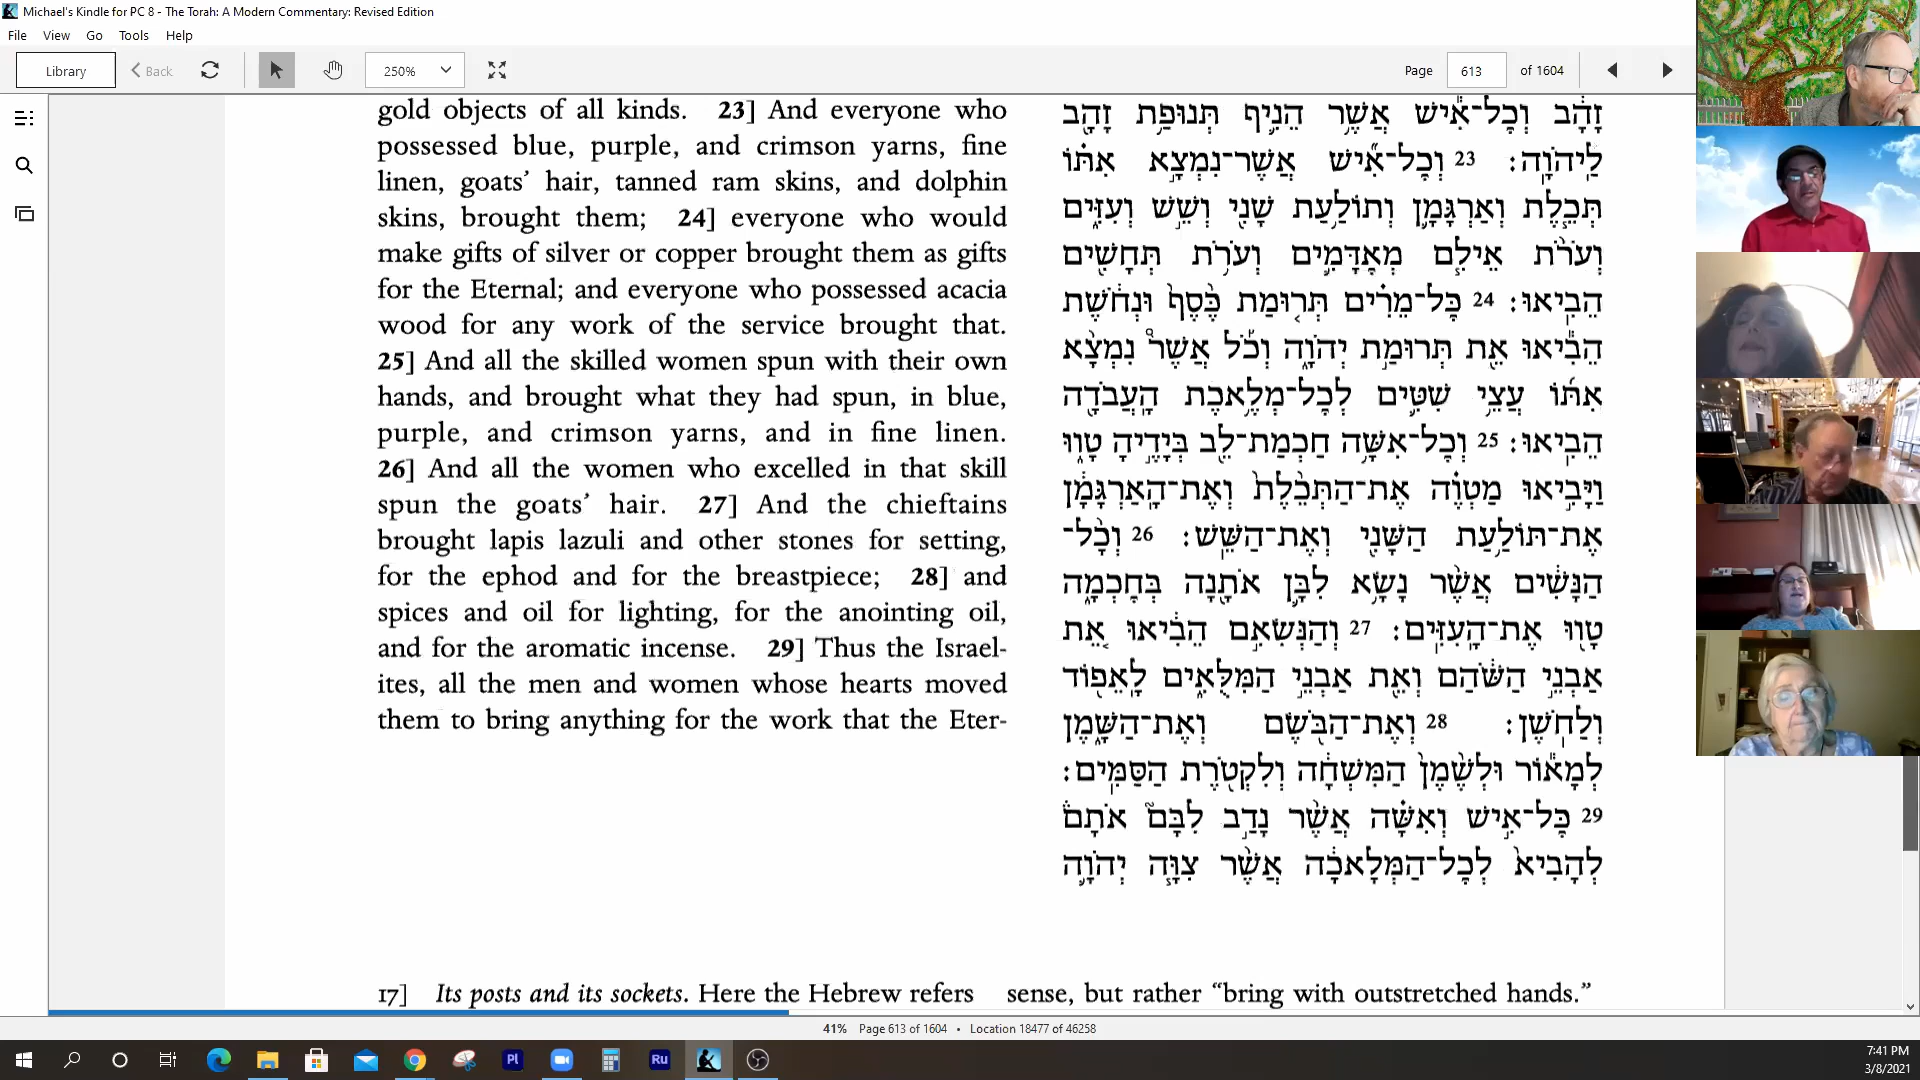 Michael's Kindle for PC 8 - The Torah: A Modern Commentary: Revised Edition
File View Go Tools Help
Library Back 250% Page 613 of 1604
gold objects of all kinds. 23] And everyone who
possessed blue, purple, and crimson yarns, fine
linen, goats’ hair, tanned ram skins, and dolphin
skins, brought them; 24] everyone who would
make gifts of silver or copper brought them as gifts
for the Eternal; and everyone who possessed acacia
wood for any work of the service brought that.
25] And all the skilled women spun with their own
hands, and brought what they had spun, in blue,
purple, and crimson yarns, and in fine linen.
26] And all the women who excelled in that skill
spun the goats’ hair. 27] And the chieftains
brought lapis lazuli and other stones for setting,
for the ephod and for the breastpiece; 28] and
spices and oil for lighting, for the anointing oil,
and for the aromatic incense. 29] Thus the Israel-
ites, all the men and women whose hearts moved
them to bring anything for the work that the Eter-
זָהָ֔ב וְכׇל־אִ֕ישׁ אֲשֶׁ֥ר הֵנִ֛יף תְּנוּפַ֥ת זָהָ֖ב
לַֽיהֹוָֽה׃ 23 וְכׇל־אִ֞ישׁ אֲשֶׁר־נִמְצָ֣א אִתּ֗וֹ
תְּכֵ֧לֶת וְאַרְגָּמָ֛ן וְתוֹלַ֥עַת שָׁנִ֖י וְשֵׁ֣שׁ וְעִזִּ֑ים
וְעֹרֹ֨ת אֵילִ֧ם מְאׇדָּמִ֛ים וְעֹרֹ֥ת תְּחָשִׁ֖ים
הֵבִֽיאוּ׃ 24 כׇּל־מֵרִ֗ים תְּר֤וּמַת כֶּ֙סֶף֙ וּנְחֹ֔שֶׁת
הֵבִ֕יאוּ אֵ֖ת תְּרוּמַ֣ת יְהֹוָ֑ה וְכֹ֡ל אֲשֶׁר֩ נִמְצָ֨א
אִתּ֜וֹ עֲצֵ֥י שִׁטִּ֛ים לְכׇל־מְלֶ֥אכֶת הָעֲבֹדָ֖ה
הֵבִֽיאוּ׃ 25 וְכׇל־אִשָּׁ֥ה חַכְמַת־לֵ֖ב בְּיָדֶ֣יהָ טָו֑וּ
וַיָּבִ֣יאוּ מַטְוֶ֗ה אֶֽת־הַתְּכֵ֙לֶת֙ וְאֶת־הָֽאַרְגָּמָ֔ן
אֶת־תּוֹלַ֥עַת הַשָּׁנִ֖י וְאֶת־הַשֵּֽׁשׁ׃ 26 וְכׇ֨ל־
הַנָּשִׁ֔ים אֲשֶׁ֨ר נָשָׂ֥א לִבָּ֛ן אֹתָ֖נָה בְּחׇכְמָ֑ה
טָו֖וּ אֶת־הָעִזִּֽים׃ 27 וְהַנְּשִׂאִ֣ם הֵבִ֔יאוּ אֵ֚ת
אַבְנֵ֣י הַשֹּׁ֔הַם וְאֵ֖ת אַבְנֵ֣י הַמִּלֻּאִ֑ים לָאֵפ֖וֹד
וְלַחֹֽשֶׁן׃ 28 וְאֶת־הַבֹּ֖שֶׂם וְאֶת־הַשָּׁ֑מֶן
לְמָא֕וֹר וּלְשֶׁ֙מֶן֙ הַמִּשְׁחָ֔ה וְלִקְטֹ֖רֶת הַסַּמִּֽים׃
29 כׇּל־אִ֣ישׁ וְאִשָּׁ֗ה אֲשֶׁ֨ר נָדַ֣ב לִבָּם֮ אֹתָם֒
לְהָבִיא֙ לְכׇל־הַמְּלָאכָ֔ה אֲשֶׁ֨ר צִוָּ֧ה יְהֹוָ֛ה
17] Its posts and its sockets. Here the Hebrew refers
sense, but rather “bring with outstretched hands.”
41% Page 613 of 1604 • Location 18477 of 46258
Pl Ru
7:41 PM
3/8/2021